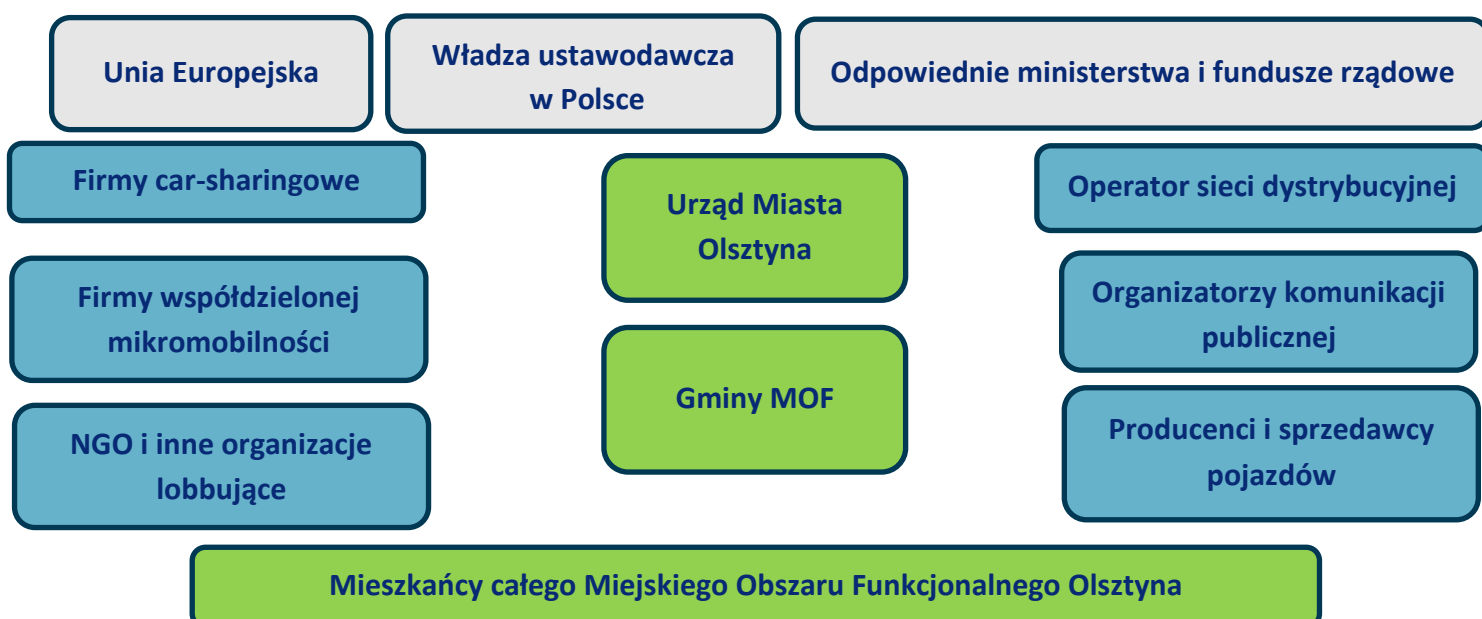 Unia Europejska
Władza ustawodawcza
w Polsce
Odpowiednie ministerstwa i fundusze rządowe
Firmy car-sharingowe
Urząd Miasta
Olsztyna
Operator sieci dystrybucyjnej
Firmy współdzielonej
mikromobilności
Organizatorzy komunikacji
publicznej
Gminy MOF
NGO i inne organizacje
lobbujące
Producenci i sprzedawcy
pojazdów
Mieszkańcy całego Miejskiego Obszaru Funkcjonalnego Olsztyna